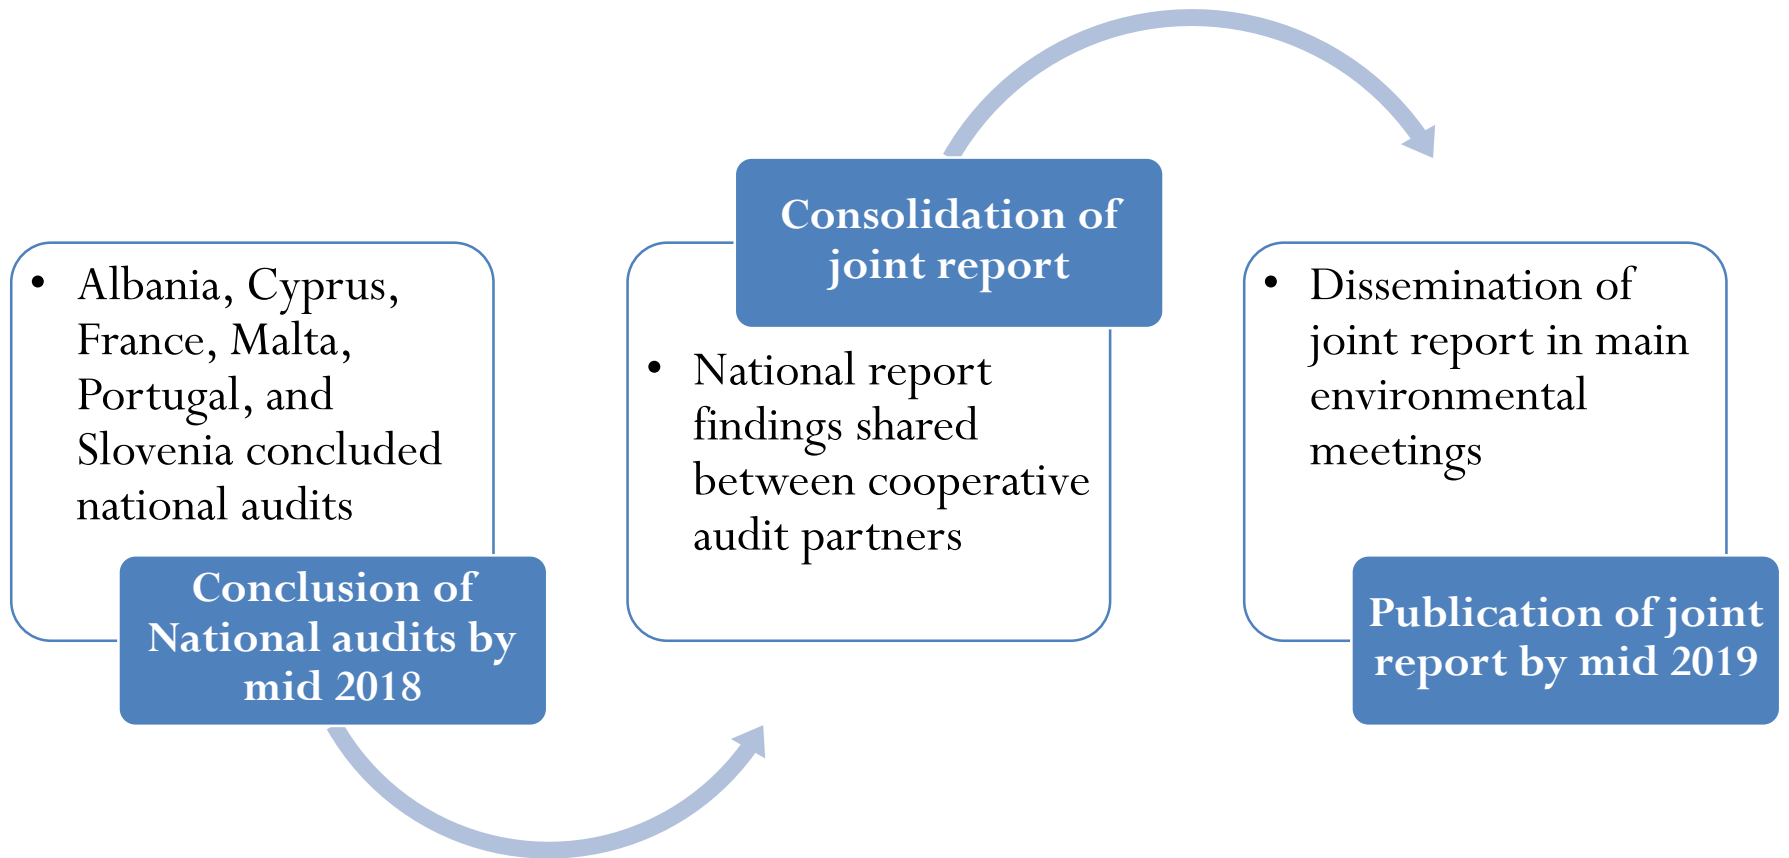 • Albania, Cyprus,
France, Malta,
Portugal, and
Slovenia concluded
national audits
Conclusion of
National audits by
mid 2018
Consolidation of
joint report
• National report
findings shared
between cooperative
audit partners
• Dissemination of
joint report in main
environmental
meetings
Publication of joint
report by mid 2019